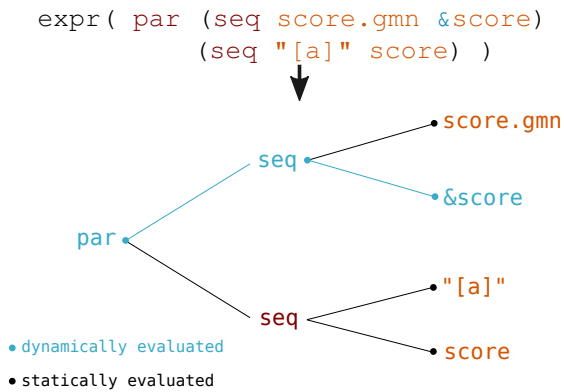 expr( par (seq score.gmn &score)
(seq "[a]" score) )
score.gmn
seq
&score
par
"[a]"
seq
score
dynamically evaluated
statically evaluated